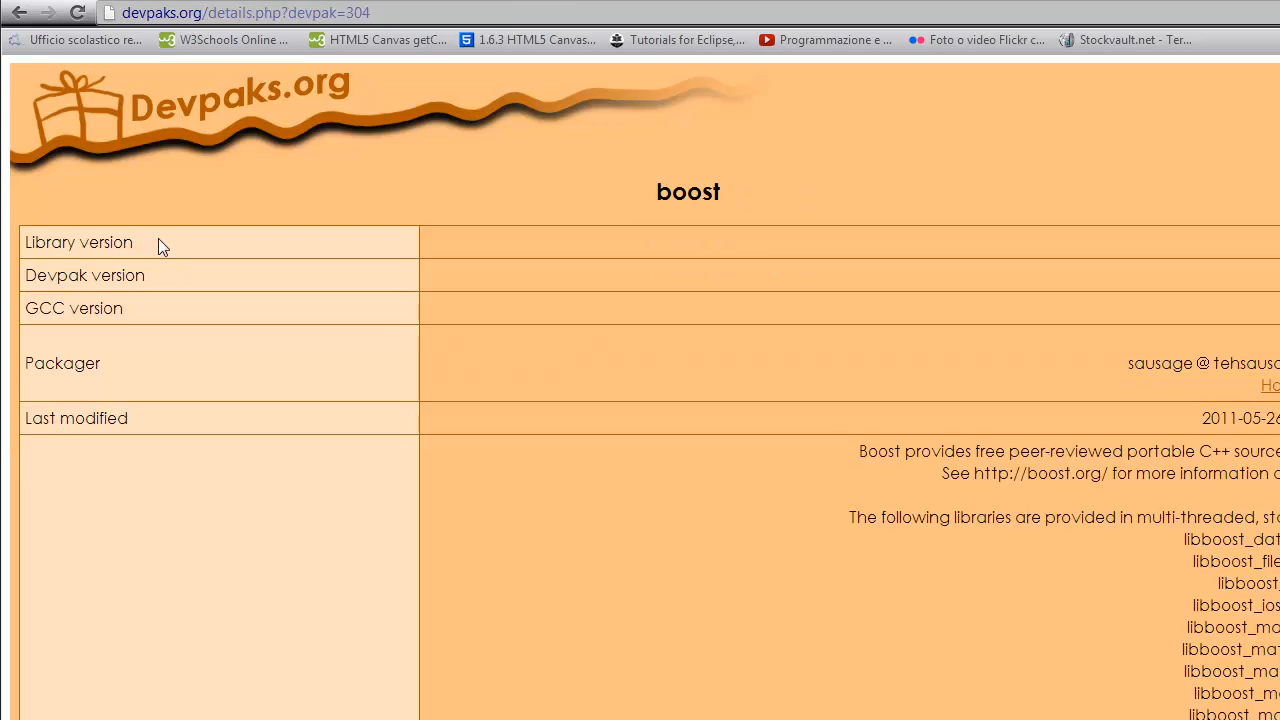 devpaks.org/details.php?devpak=304
Ufficio scolastico re... W3Schools Online ... HTML5 Canvas getC... 1.6.3 HTML5 Canvas... Tutorials for Eclipse,... Programmazione e ... Foto o video Flickr c... Stockvault.net - Ter...
Devpaks.org
boost
Library version
Devpak version
GCC version
Packager sausage @ tehsausa
Ho
Last modified 2011-05-26
Boost provides free peer-reviewed portable C++ source
See http://boost.org/ for more information
The following libraries are provided in multi-threaded,
libboost_dat
libboost_file
libboost_
libboost_ios
libboost_ma
libboost_mat
libboost_ma
libboost_m
libboost_ma